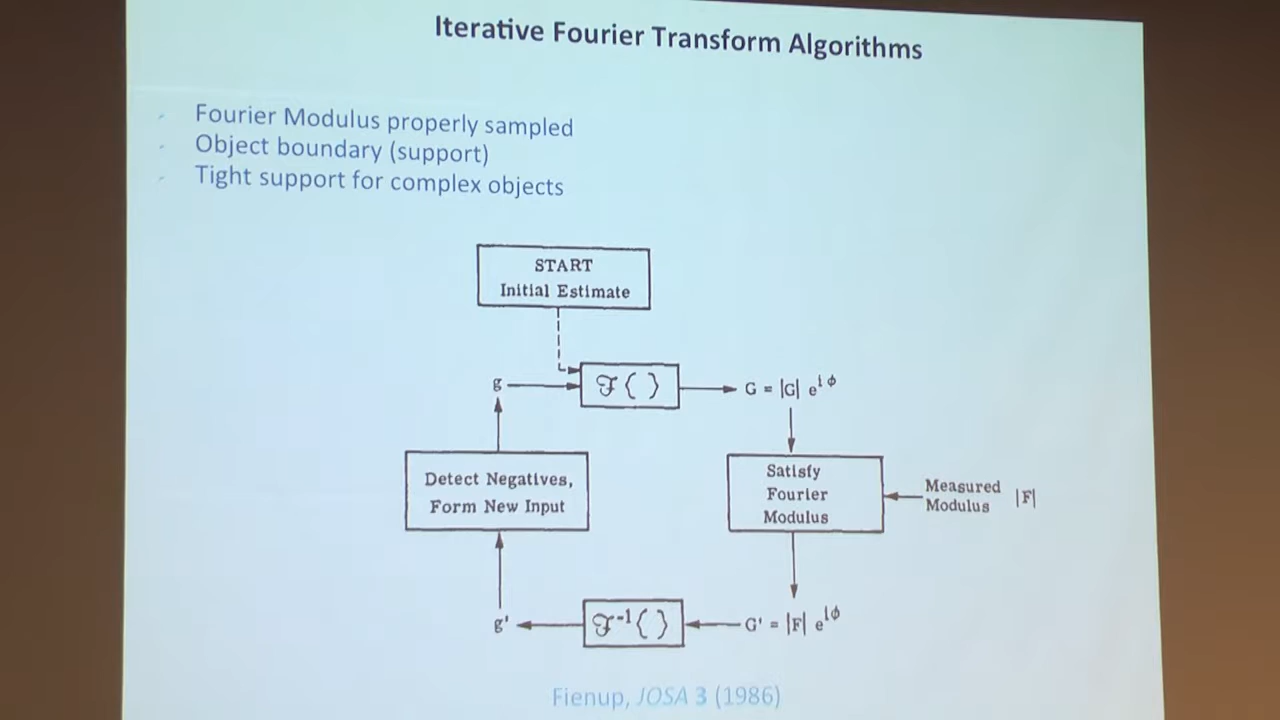 Iterative Fourier Transform Algorithms
Fourier Modulus properly sampled
Object boundary (support)
Tight support for complex objects
START
Initial Estimate
g
ℱ{ }
G = |G| e^{iϕ}
Detect Negatives,
Form New Input
Satisfy
Fourier
Modulus
Measured
Modulus |F|
g'
ℱ⁻¹{ }
G' = |F| e^{iϕ}
Fienup, JOSA 3 (1986)